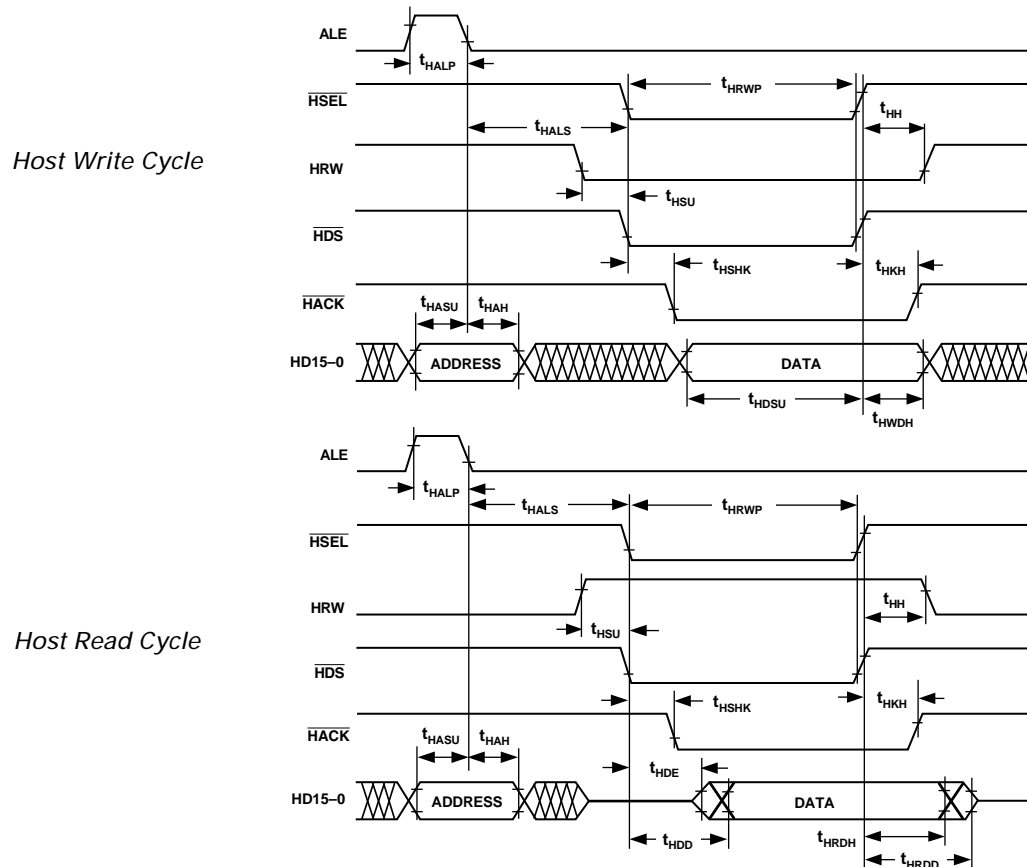 ALE
tHALP
tHRWP
HSEL
tHH
tHALS
Host Write Cycle
HRW
tHSU
HDS
tHSHK
tHKH
HACK
tHASU
tHAH
HD15–0
ADDRESS
DATA
tHDSU
tHWDH
ALE
tHALP
tHALS
tHRWP
HSEL
HRW
tHH
tHSU
Host Read Cycle
HDS
tHSHK
tHKH
HACK
tHASU
tHAH
tHDE
HD15–0
ADDRESS
DATA
tHDD
tHRDH
tHRDD